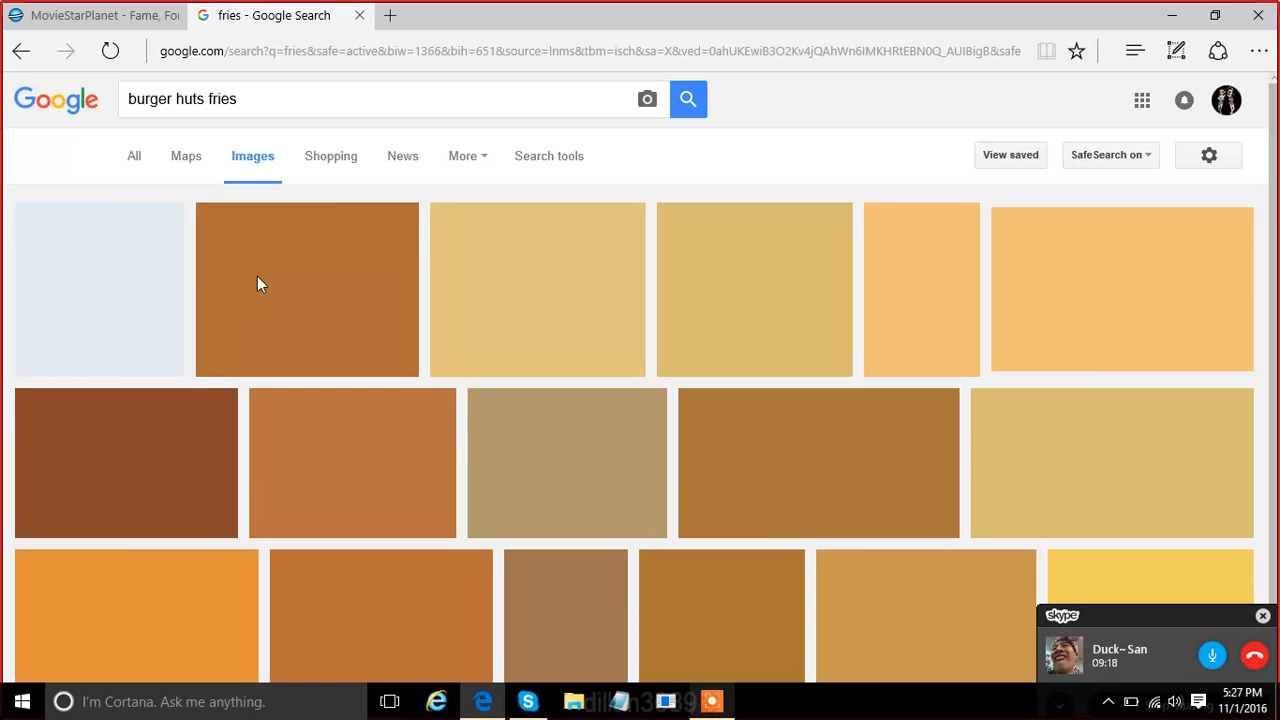 MovieStarPlanet - Fame, For
fries - Google Search
google.com/search?q=fries&safe=active&biw=1366&bih=651&source=lnms&tbm=isch&sa=X&ved=0ahUKEwiB3O2Kv4jQAhWn6IMKHRtEBN0Q_AUIBigB&safe
Google
burger huts fries
All Maps Images Shopping News More Search tools
View saved SafeSearch on
skype
Duck~San
09:18
I'm Cortana. Ask me anything.
5:27 PM
11/1/2016